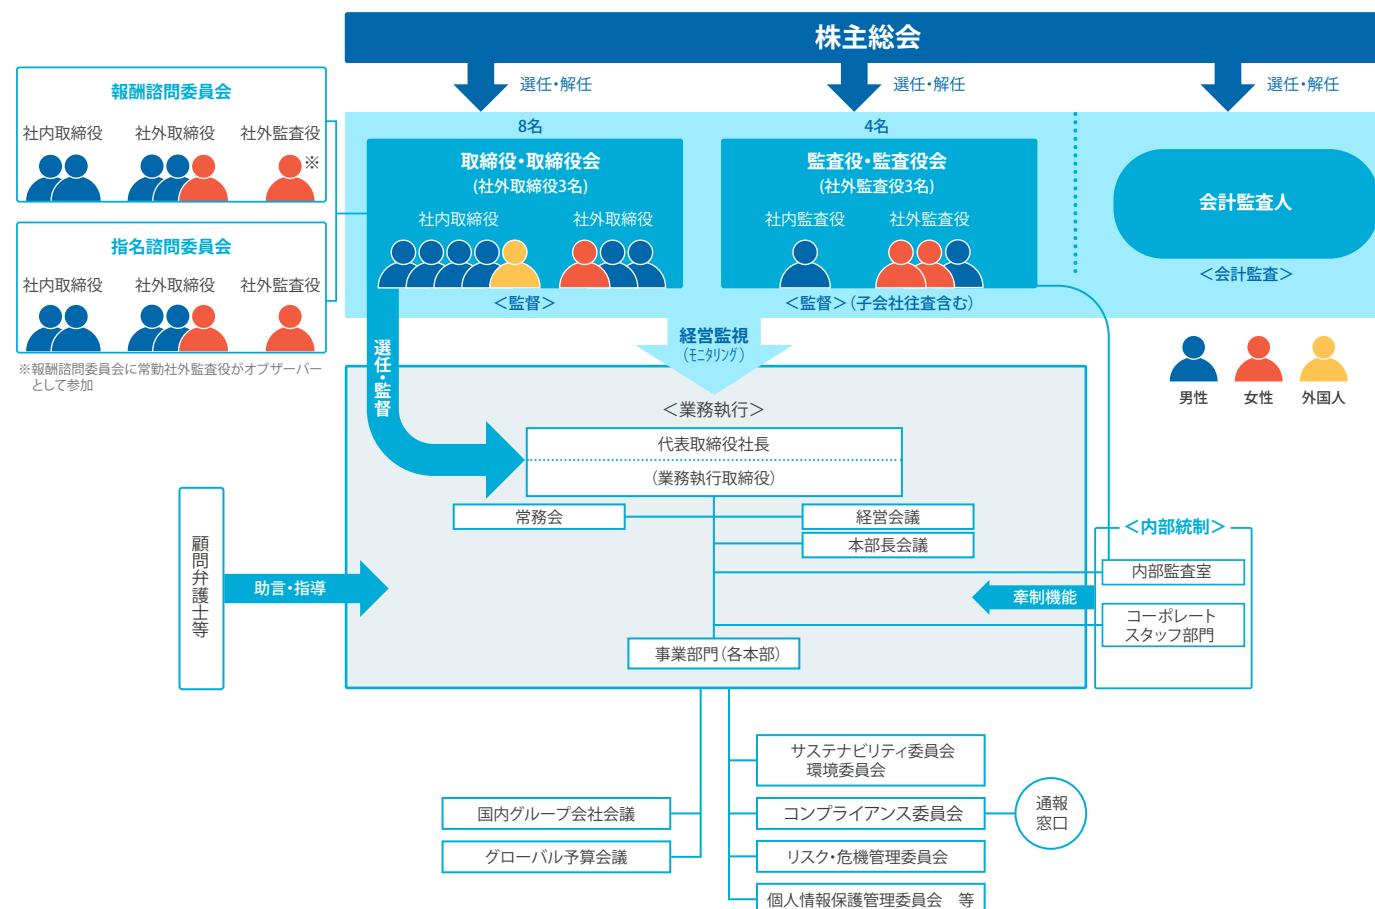 株主総会
選任・解任
選任・解任
選任・解任
報酬諮問委員会
社内取締役
社外取締役
社外監査役
※
指名諮問委員会
社内取締役
社外取締役
社外監査役
※報酬諮問委員会に常勤社外監査役がオブザーバー
として参加
8名
取締役・取締役会
(社外取締役3名)
社内取締役
社外取締役
＜監督＞
4名
監査役・監査役会
(社外監査役3名)
社内監査役
社外監査役
＜監督＞(子会社往査含む)
会計監査人
＜会計監査＞
男性
女性
外国人
選任・監督
経営監視
(モニタリング)
＜業務執行＞
代表取締役社長
(業務執行取締役)
常務会
経営会議
本部長会議
事業部門(各本部)
顧問弁護士等
助言・指導
＜内部統制＞
内部監査室
牽制機能
コーポレート
スタッフ部門
国内グループ会社会議
グローバル予算会議
サステナビリティ委員会
環境委員会
コンプライアンス委員会
通報
窓口
リスク・危機管理委員会
個人情報保護管理委員会　等